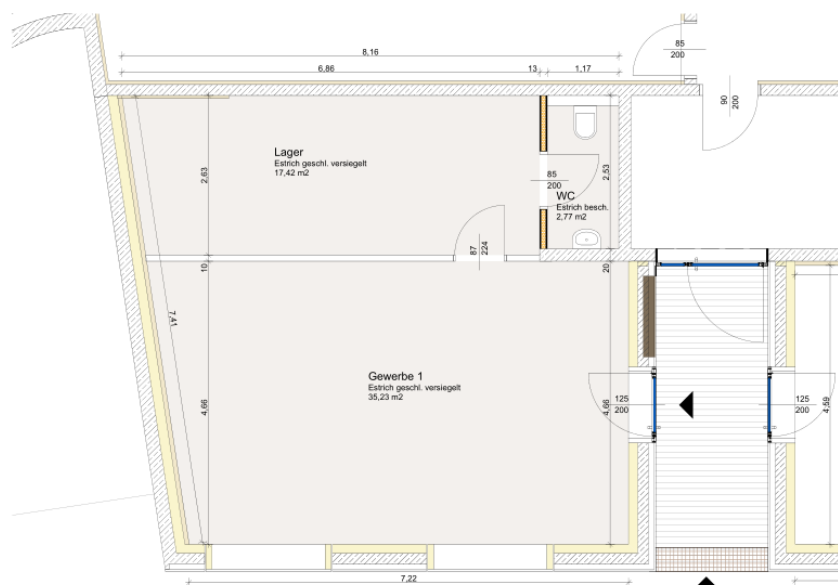 8,16
6,86
13
1,17
85
200
90
200
Lager
Estrich geschl. versiegelt
17,42 m2
2,63
2,53
85
200
WC
Estrich besch.
2,77 m2
87
224
10
20
7,41
Gewerbe 1
Estrich geschl. versiegelt
35,23 m2
4,66
4,66
125
200
125
200
4,59
7,22